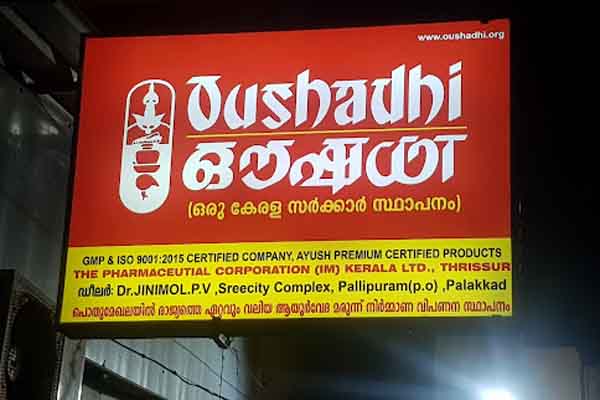 www.oushadhi.org
Oushadhi
ഔഷധി
(ഒരു കേരള സർക്കാർ സ്ഥാപനം)
GMP & ISO 9001:2015 CERTIFIED COMPANY, AYUSH PREMIUM CERTIFIED PRODUCTS
THE PHARMACEUTIAL CORPORATION (IM) KERALA LTD., THRISSUR
ഡീലർ: Dr.JINIMOL.P.V ,Sreecity Complex, Pallipuram(p.o) ,Palakkad
പൊതുമേഖലയിൽ രാജ്യത്തെ ഏറ്റവും വലിയ ആയുർവേദ മരുന്ന് നിർമ്മാണ വിപണന സ്ഥാപനം